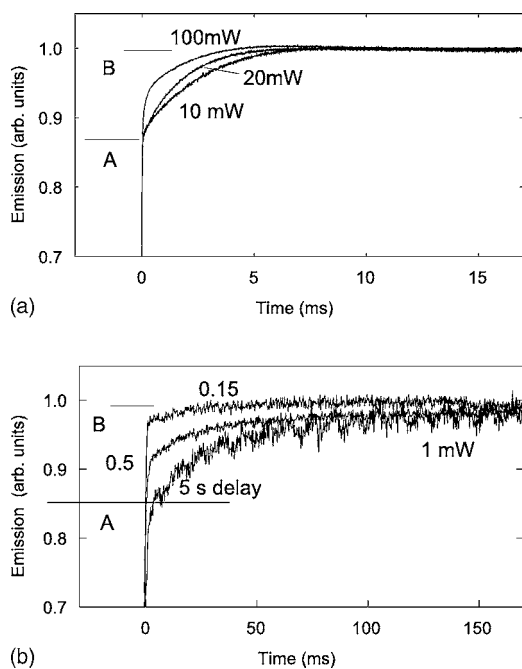 1.0
B
100mW
20mW
10 mW
0.9
A
0.8
0.7
Emission (arb. units)
0
5
10
15
Time (ms)
(a)
1.0
B
0.15
0.5
1 mW
0.9
5 s delay
A
0.8
0.7
Emission (arb. units)
0
50
100
150
Time (ms)
(b)